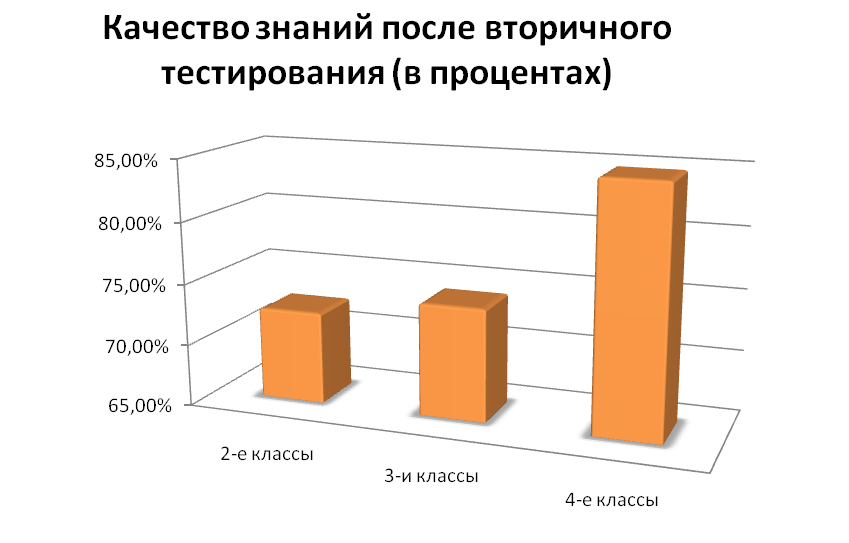 Качество знаний после вторичного
тестирования (в процентах)
85,00%
80,00%
75,00%
70,00%
65,00%
2-е классы
3-и классы
4-е классы